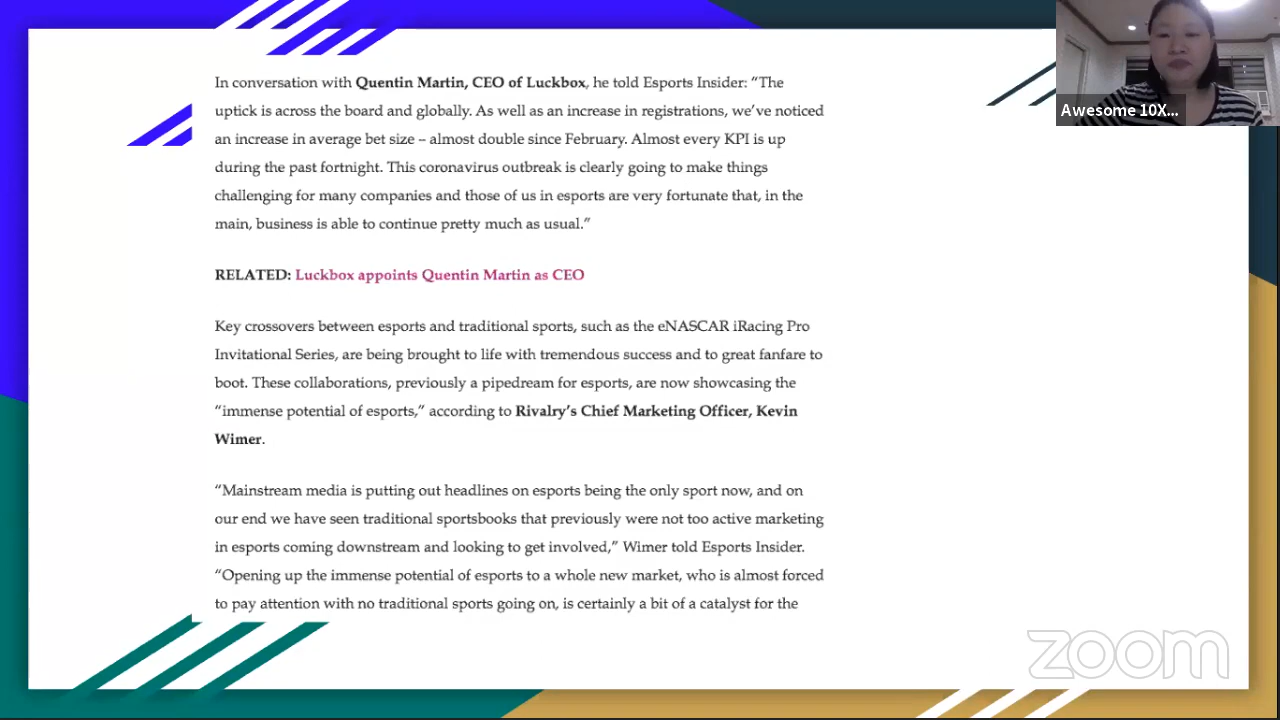 In conversation with Quentin Martin, CEO of Luckbox, he told Esports Insider: “The
uptick is across the board and globally. As well as an increase in registrations, we’ve noticed
an increase in average bet size – almost double since February. Almost every KPI is up
during the past fortnight. This coronavirus outbreak is clearly going to make things
challenging for many companies and those of us in esports are very fortunate that, in the
main, business is able to continue pretty much as usual.”
RELATED: Luckbox appoints Quentin Martin as CEO
Key crossovers between esports and traditional sports, such as the eNASCAR iRacing Pro
Invitational Series, are being brought to life with tremendous success and to great fanfare to
boot. These collaborations, previously a pipedream for esports, are now showcasing the
“immense potential of esports,” according to Rivalry’s Chief Marketing Officer, Kevin
Wimer.
“Mainstream media is putting out headlines on esports being the only sport now, and on
our end we have seen traditional sportsbooks that previously were not too active marketing
in esports coming downstream and looking to get involved,” Wimer told Esports Insider.
“Opening up the immense potential of esports to a whole new market, who is almost forced
to pay attention with no traditional sports going on, is certainly a bit of a catalyst for the
Awesome 10X...
zoom